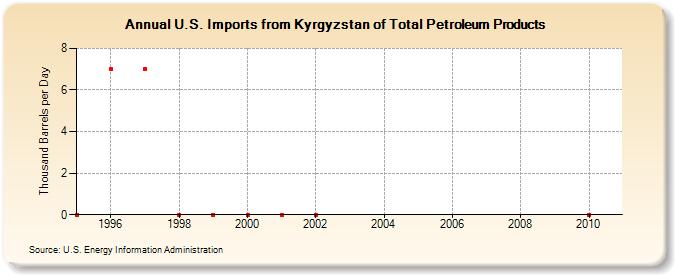 Annual U.S. Imports from Kyrgyzstan of Total Petroleum Products
Thousand Barrels per Day
8
6
4
2
0
1996 1998 2000 2002 2004 2006 2008 2010
Source: U.S. Energy Information Administration